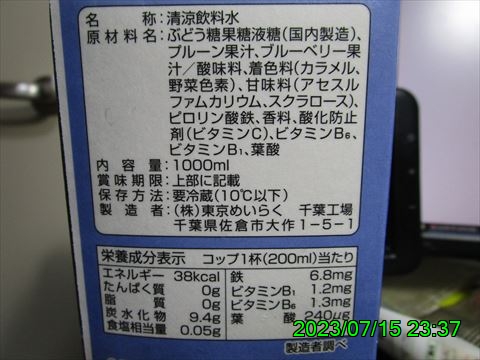 名 称:清涼飲料水
原材料名:ぶどう糖果糖液糖(国内製造)、
プルーン果汁、ブルーベリー果
汁/酸味料、着色料(カラメル、
野菜色素)、甘味料(アセスル
ファムカリウム、スクラロース)、
ピロリン酸鉄、香料、酸化防止
剤(ビタミンC)、ビタミンB₆、
ビタミンB₁、葉酸
内容量:1000ml
賞味期限:上部に記載
保存方法:要冷蔵(10℃以下)
製造者:(株)東京めいらく 千葉工場
千葉県佐倉市大作1-5-1
栄養成分表示 コップ1杯(200ml)当たり
エネルギー 38kcal 鉄 6.8mg
たんぱく質 0g ビタミンB₁ 1.2mg
脂質 0g ビタミンB₆ 1.3mg
炭水化物 9.4g 葉酸 240μg
食塩相当量 0.05g
製造者調べ
2023/07/15 23:37